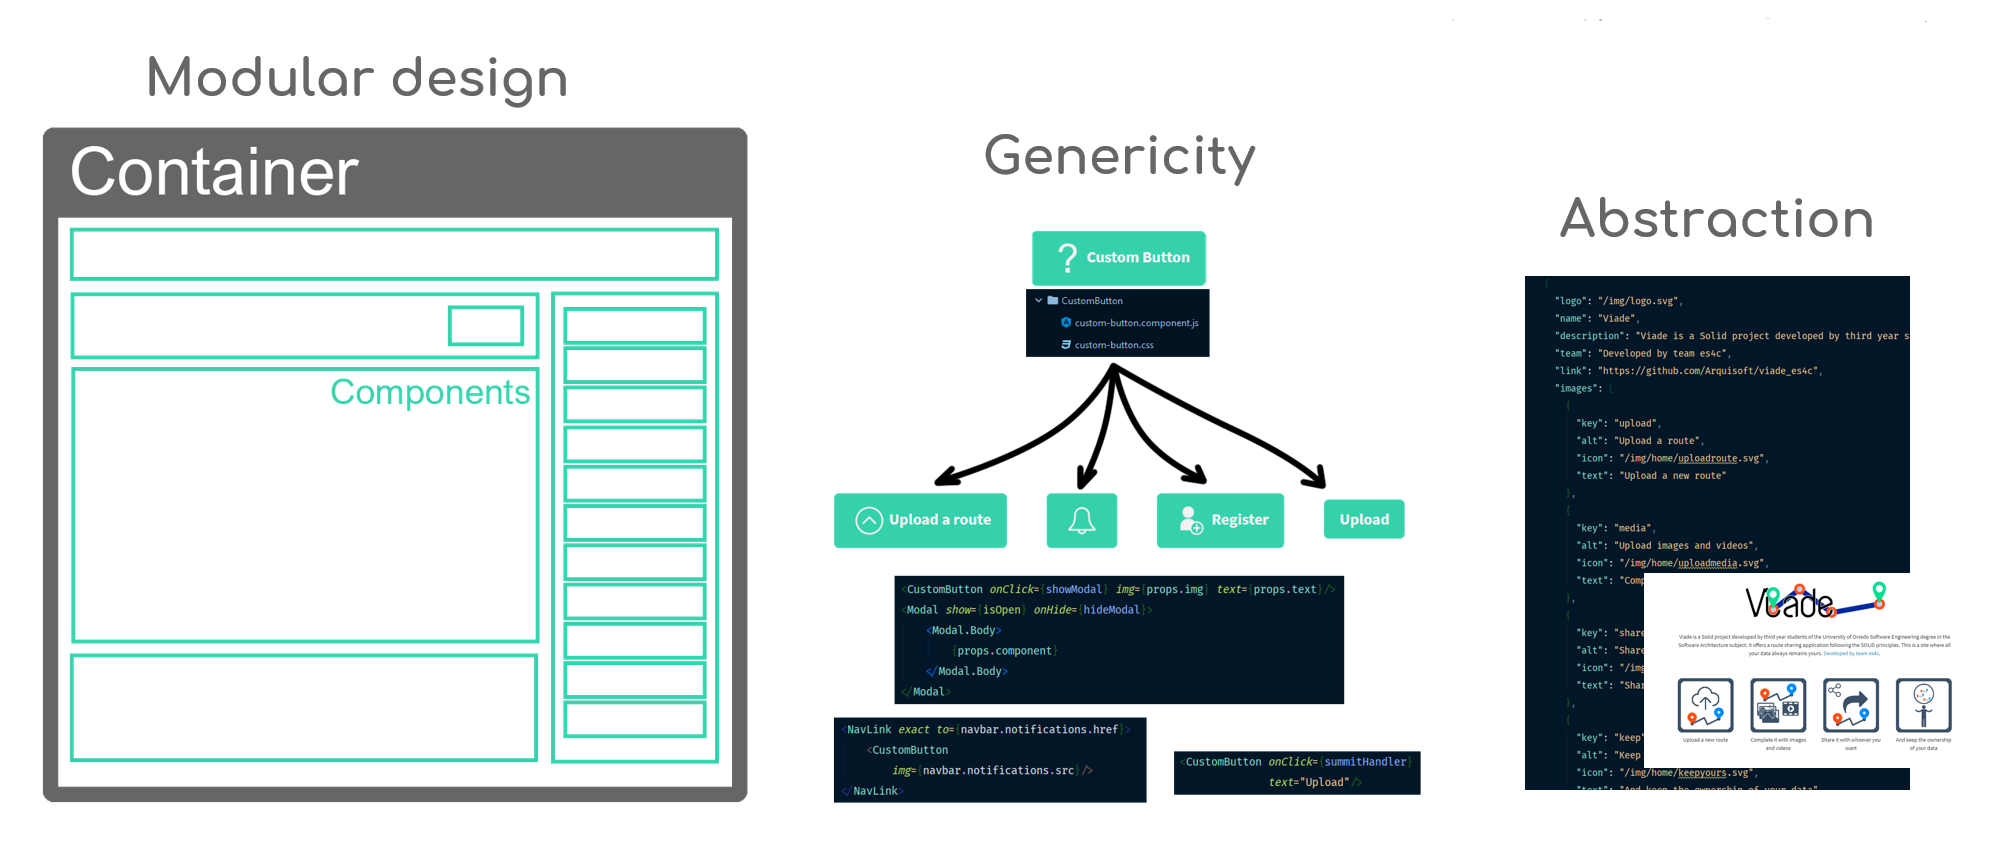 Modular design
Container
Components
Genericity
Custom Button
CustomButton
custom-button.component.js
custom-button.css
Upload a route
Register
Upload
<CustomButton onClick={showModal} img={props.img} text={props.text}/>
<Modal show={isOpen} onHide={hideModal}>
<Modal.Body>
{props.component}
</Modal.Body>
</Modal>
<NavLink exact to={navbar.notifications.href}>
<CustomButton
img={navbar.notifications.src}/>
</NavLink>
<CustomButton onClick={summitHandler}
text="Upload"/>
Abstraction
{
"logo": "/img/logo.svg",
"name": "Viade",
"description": "Viade is a Solid project developed by third year s
"team": "Developed by team es4c",
"link": "https://github.com/Arquisoft/viade_es4c",
"images": [
{
"key": "upload",
"alt": "Upload a route",
"icon": "/img/home/uploadroute.svg",
"text": "Upload a new route"
},
{
"key": "media",
"alt": "Upload images and videos",
"icon": "/img/home/uploadmedia.svg",
"text": "Comp
},
{
"key": "share
"alt": "Share
"icon": "/img
"text": "Shar
},
{
"key": "keep"
"alt": "Keep
"icon": "/img/home/keepyours.svg",
"text": "And keep the ownership of your data"
Viade
Viade is a Solid project developed by third year students of the University of Oviedo Software Engineering degree in the
Software Architecture subject. It offers a route sharing application following the SOLID principles. This is a site where all
your data always remains yours. Developed by team es4c.
Upload a new route
Complete it with images
and videos
Share it with whoever you
want
And keep the ownership
of your data